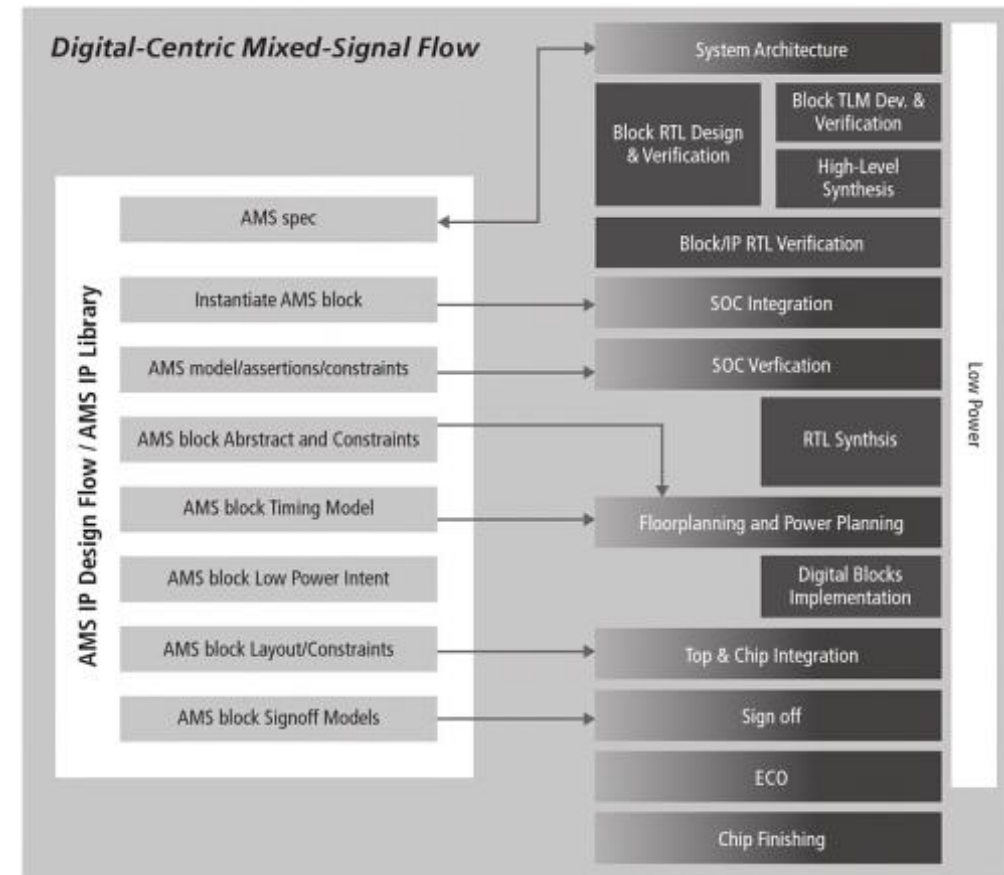 Digital-Centric Mixed-Signal Flow
AMS IP Design Flow / AMS IP Library
AMS spec
Instantiate AMS block
AMS model/assertions/constraints
AMS block Abrstract and Constraints
AMS block Timing Model
AMS block Low Power Intent
AMS block Layout/Constraints
AMS block Signoff Models
System Architecture
Block RTL Design
& Verification
Block TLM Dev. &
Verification
High-Level
Synthesis
Block/IP RTL Verification
SOC Integration
SOC Verfication
RTL Synthsis
Floorplanning and Power Planning
Digital Blocks
Implementation
Top & Chip Integration
Sign off
ECO
Chip Finishing
Low Power